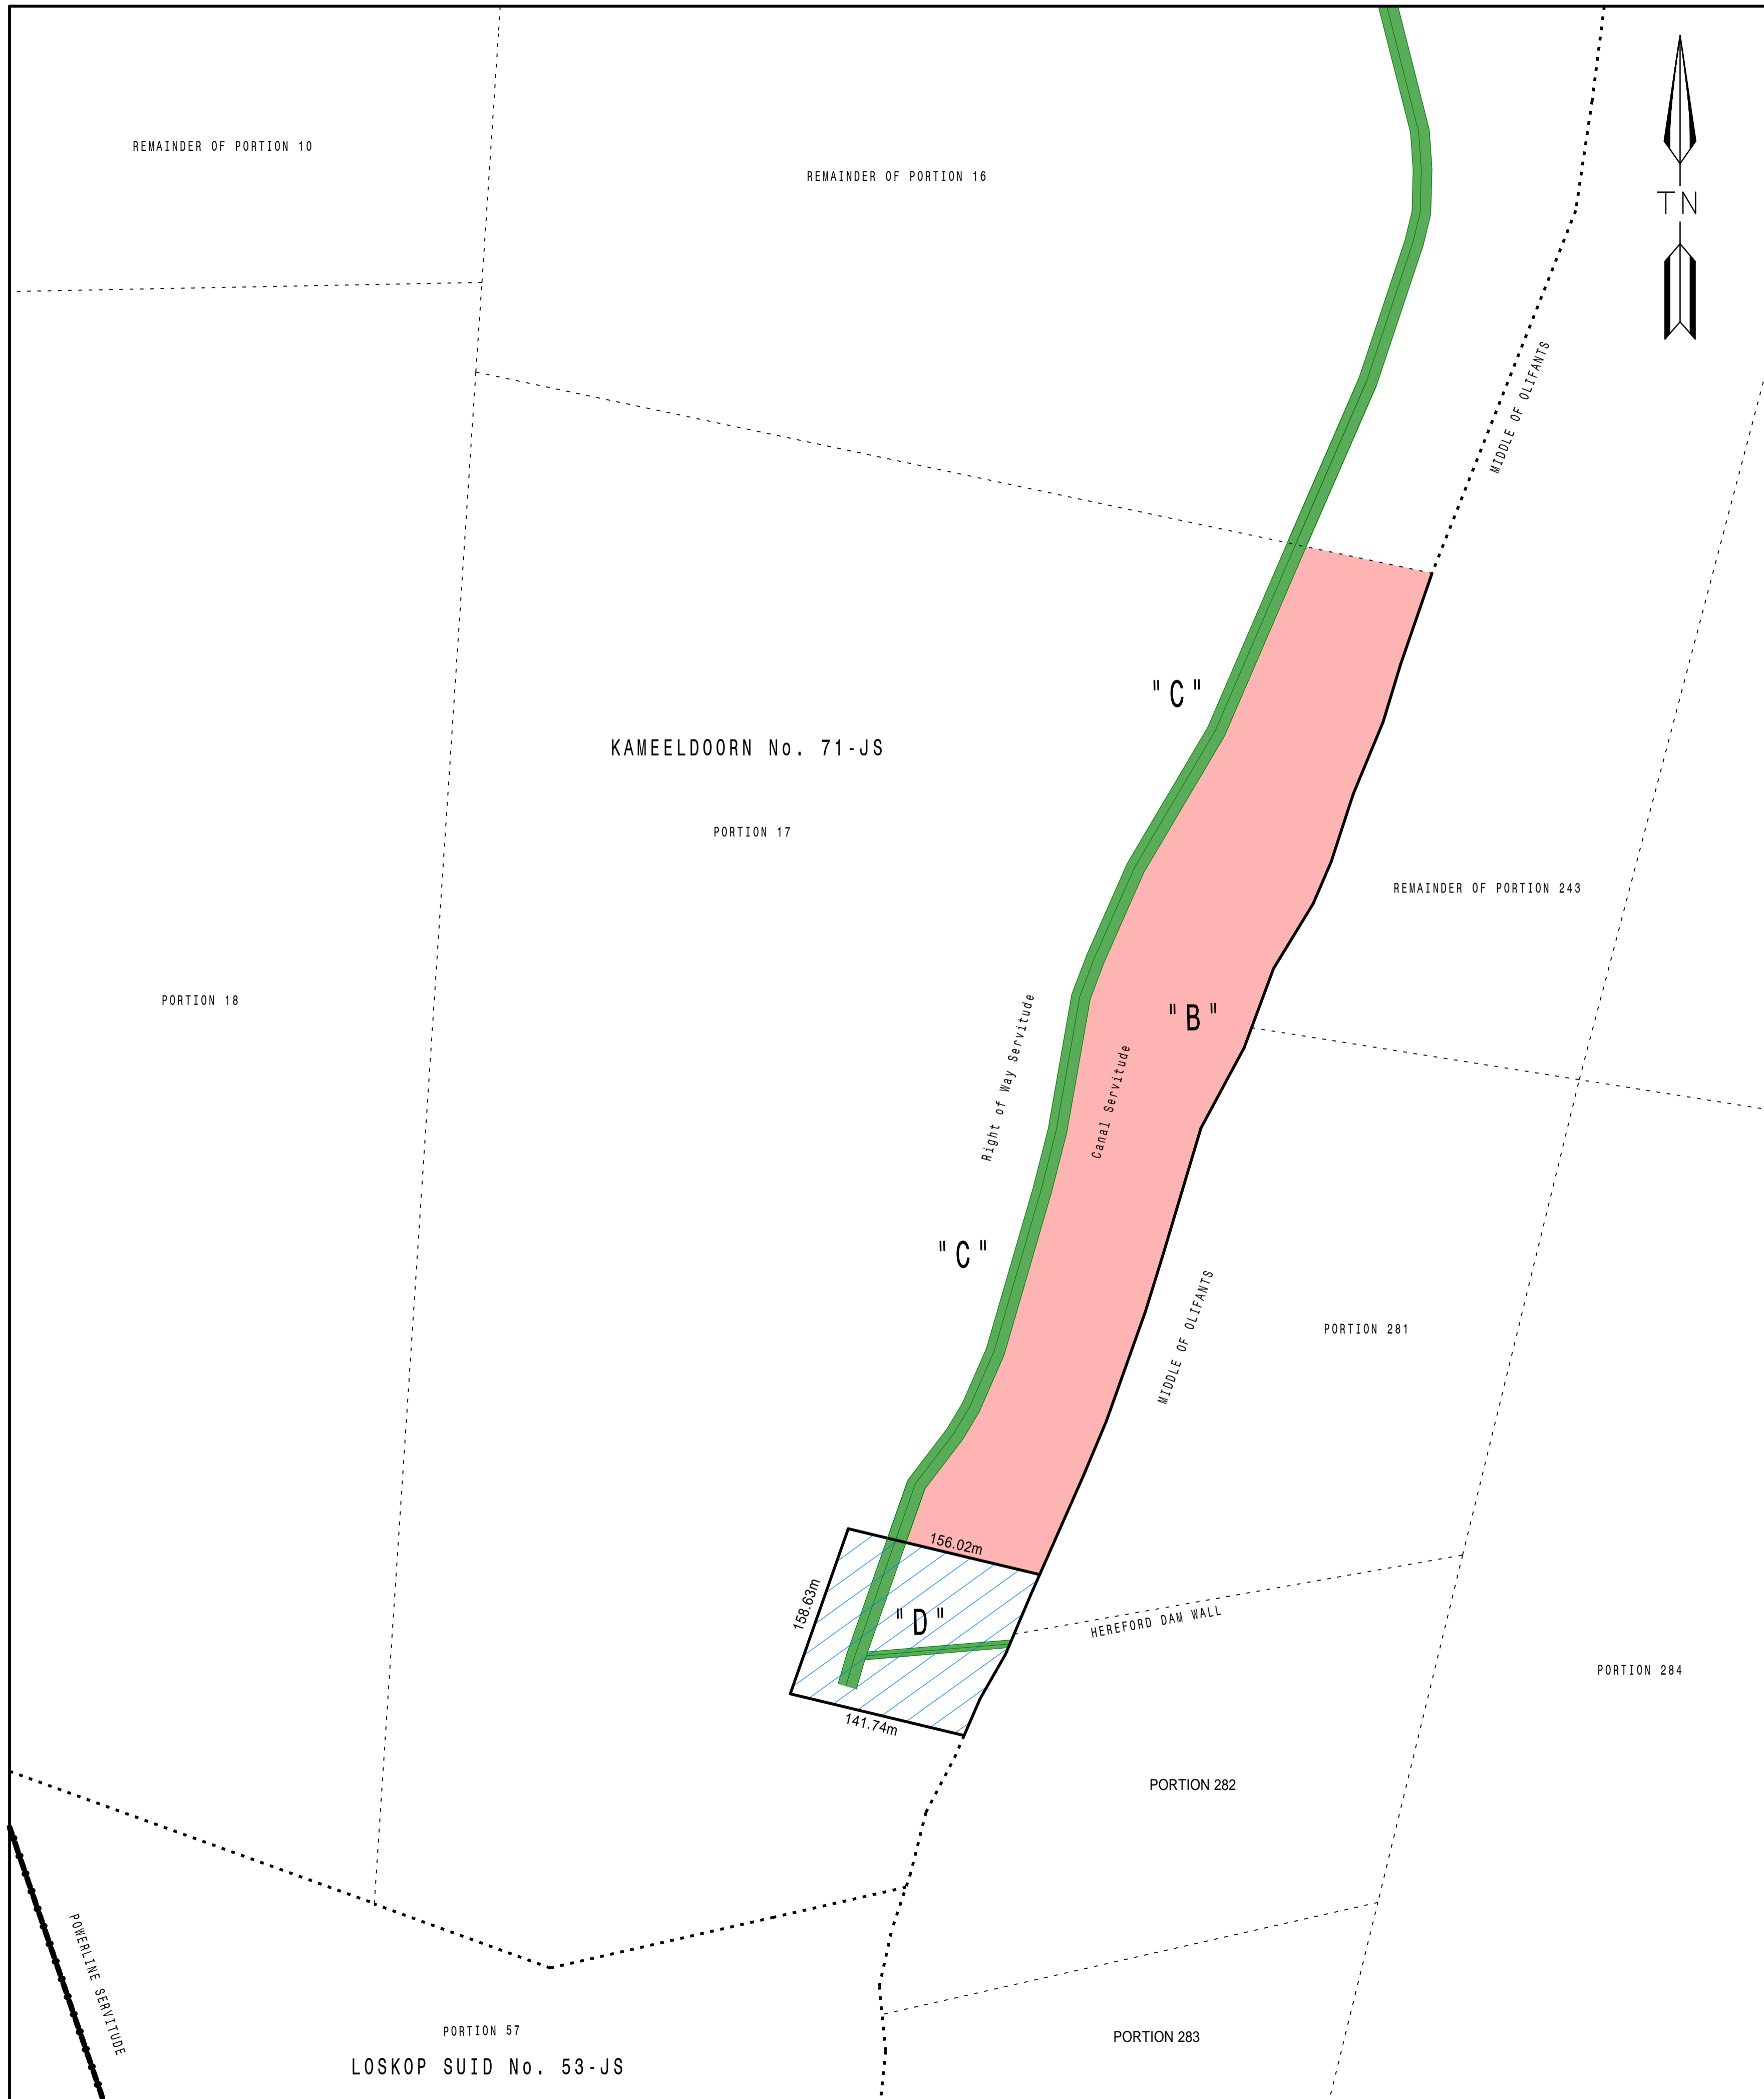 REMAINDER OF PORTION 10
REMAINDER OF PORTION 16
TN
MIDDLE OF OLIFANTS
"C"
KAMEELDOORN No. 71-JS
PORTION 17
REMAINDER OF PORTION 243
PORTION 18
"B"
Right of Way Servitude
Canal Servitude
"C"
MIDDLE OF OLIFANTS
PORTION 281
156.02m
158.63m
"D"
HEREFORD DAM WALL
PORTION 284
141.74m
PORTION 282
POWERLINE SERVITUDE
PORTION 57
PORTION 283
LOSKOP SUID No. 53-JS